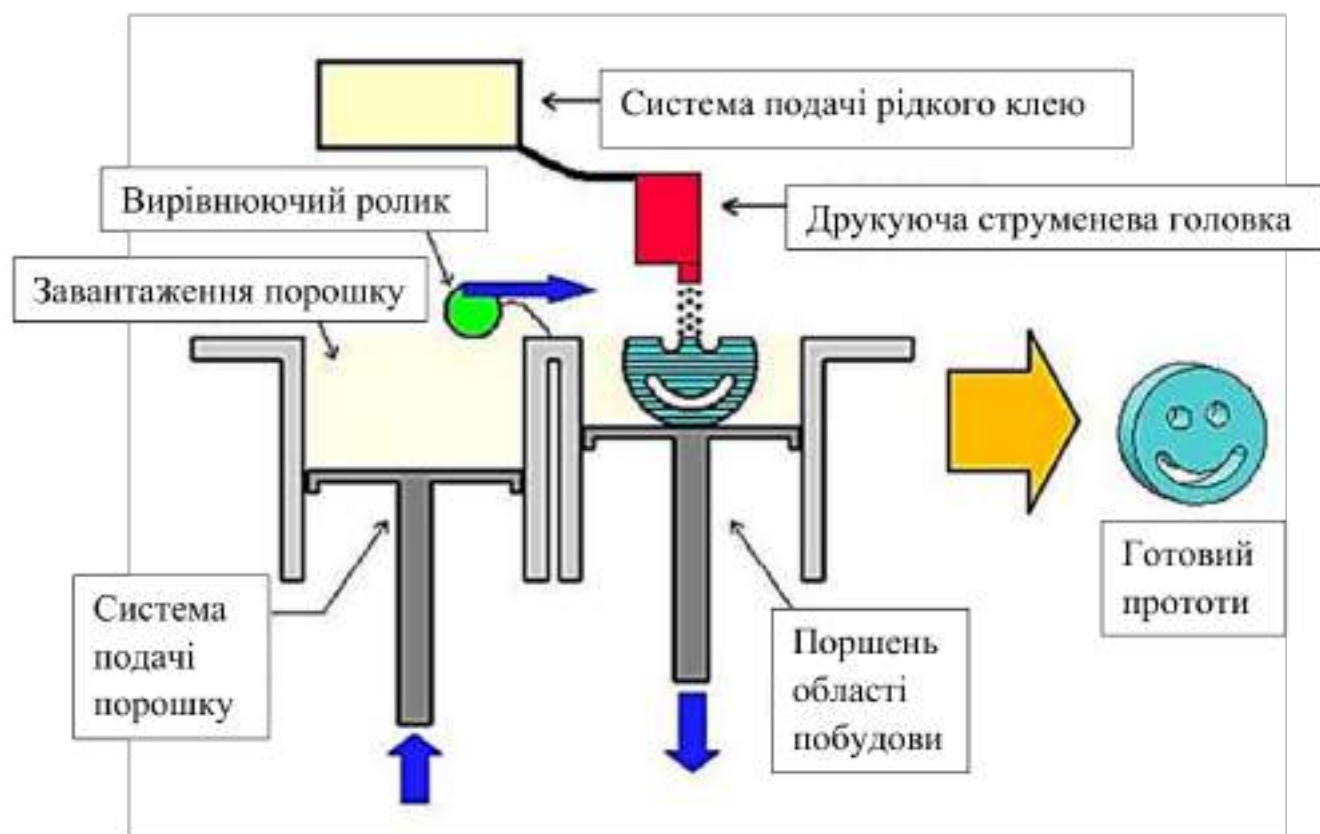 Система подачі рідкого клею
Вирівнюючий ролик
Друкуюча струменева головка
Завантаження порошку
Система
подачі
порошку
Поршень
області
побудови
Готовий
прототи